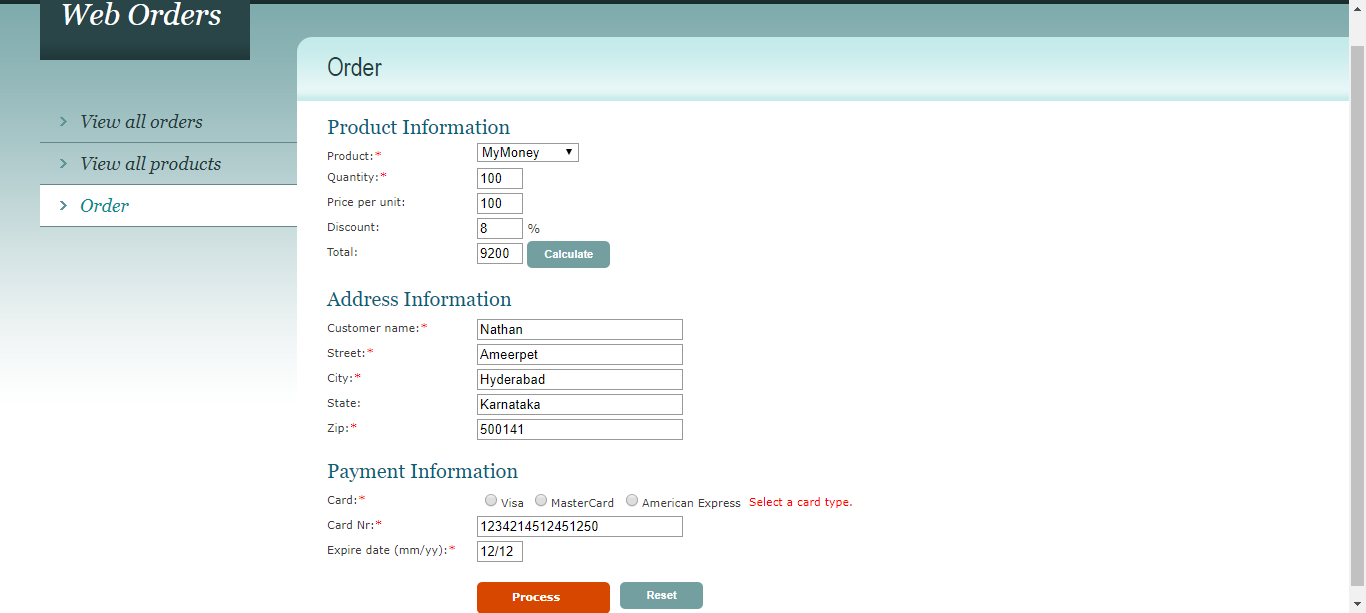 Web Orders
View all orders
View all products
Order
Order
Product Information
Product:* MyMoney
Quantity:* 100
Price per unit: 100
Discount: 8 %
Total: 9200 Calculate
Address Information
Customer name:* Nathan
Street:* Ameerpet
City:* Hyderabad
State: Karnataka
Zip:* 500141
Payment Information
Card:* Visa MasterCard American Express Select a card type.
Card Nr:* 1234214512451250
Expire date (mm/yy):* 12/12
Process Reset